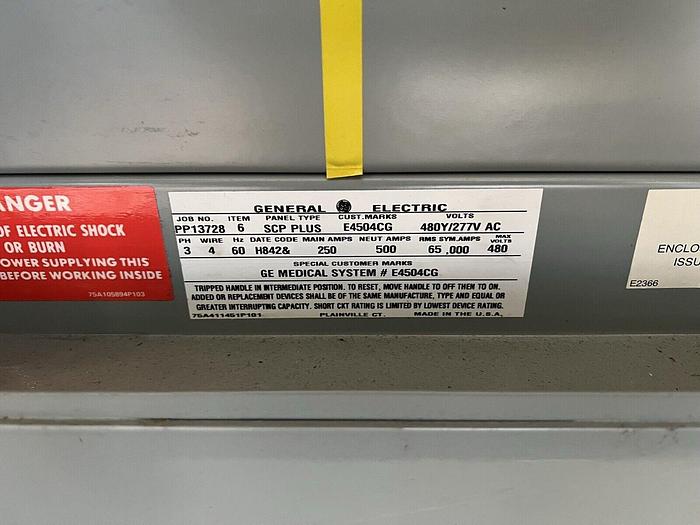 ANGER
OF ELECTRIC SHOCK
OR BURN
OWER SUPPLYING THIS
BEFORE WORKING INSIDE
75A105894P103
GENERAL GE ELECTRIC
JOB NO. ITEM PANEL TYPE CUST. MARKS VOLTS
PP13728 6 SCP PLUS E4504CG 480Y/277V AC
PH WIRE Hz DATE CODE MAIN AMPS NEUT AMPS RMS SYM.AMPS MAX VOLTS
3 4 60 H842& 250 500 65 ,000 480
SPECIAL CUSTOMER MARKS
GE MEDICAL SYSTEM # E4504CG
TRIPPED HANDLE IN INTERMEDIATE POSITION. TO RESET, MOVE HANDLE TO OFF THEN TO ON.
ADDED OR REPLACEMENT DEVICES SHALL BE OF THE SAME MANUFACTURE, TYPE AND EQUAL OR
GREATER INTERRUPTING CAPACITY. SHORT CKT RATING IS LIMITED BY LOWEST DEVICE RATING.
75A411451P101 PLAINVILLE CT. MADE IN THE U.S.A.
ENCLO
ISSU
E2366